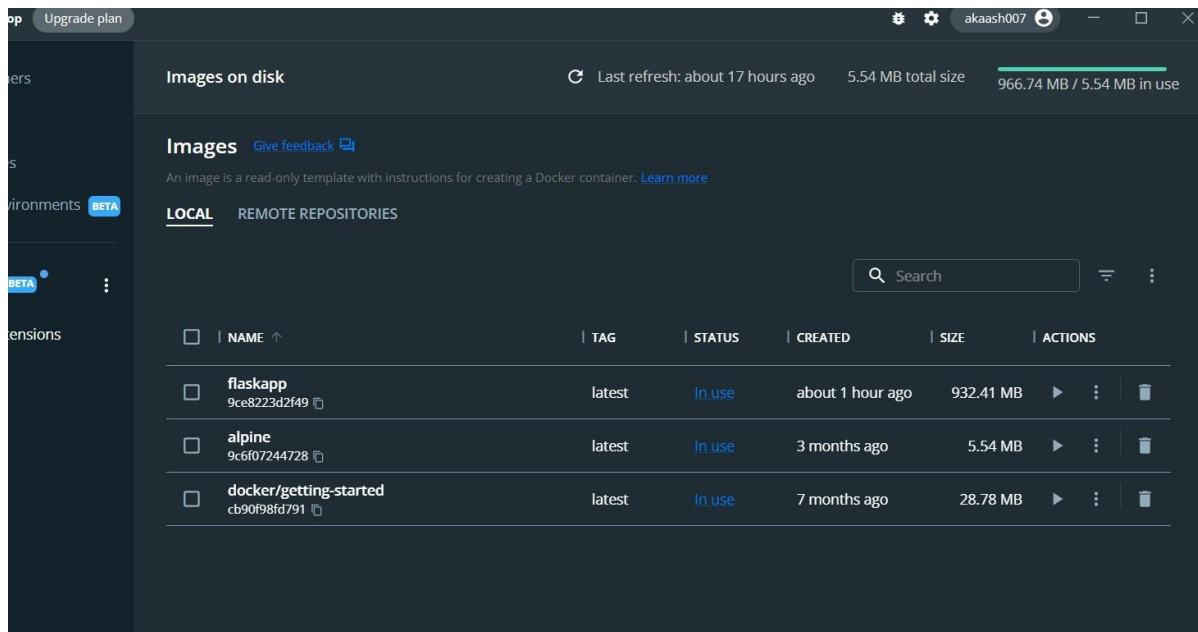 op Upgrade plan akaash007
ers
Images on disk Last refresh: about 17 hours ago 5.54 MB total size 966.74 MB / 5.54 MB in use
Images Give feedback
s
An image is a read-only template with instructions for creating a Docker container. Learn more
vironments BETA
LOCAL REMOTE REPOSITORIES
BETA
Search
tensions
NAME TAG STATUS CREATED SIZE ACTIONS
flaskapp latest In use about 1 hour ago 932.41 MB
9ce8223d2f49
alpine latest In use 3 months ago 5.54 MB
9c6f07244728
docker/getting-started latest In use 7 months ago 28.78 MB
cb90f98fd791